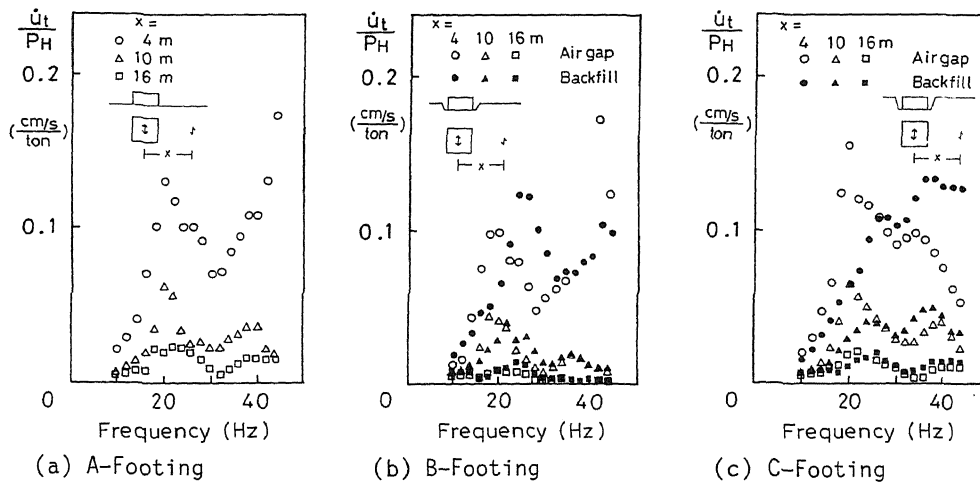 u̇t
PH
x =
○ 4 m
△ 10 m
□ 16 m
0.2
(cm/s
ton)
x
0.1
0
20
40
Frequency (Hz)
(a) A-Footing
u̇t
PH
x =
4 10 16 m
○ △ □ Air gap
● ▲ ■ Backfill
0.2
(cm/s
ton)
x
0.1
0
20
40
Frequency (Hz)
(b) B-Footing
u̇t
PH
x =
4 10 16 m
○ △ □ Air gap
● ▲ ■ Backfill
0.2
(cm/s
ton)
x
0.1
0
20
40
Frequency (Hz)
(c) C-Footing